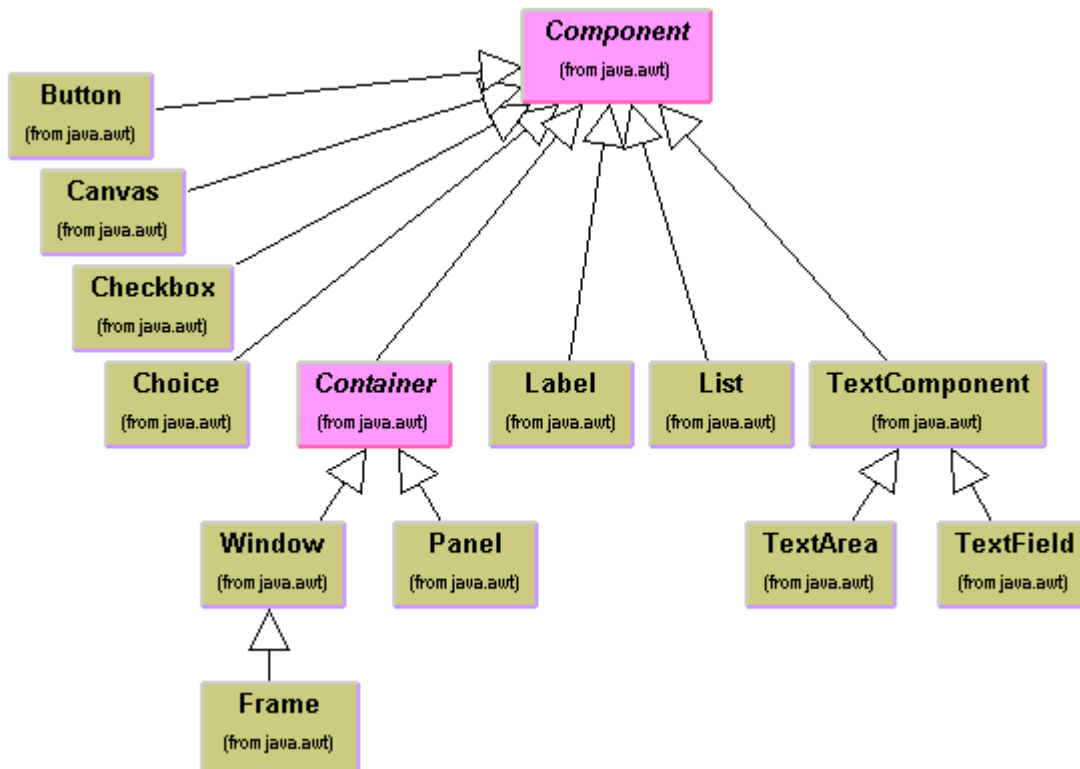 Component
(from java.awt)
Button
(from java.awt)
Canvas
(from java.awt)
Checkbox
(from java.awt)
Choice
(from java.awt)
Container
(from java.awt)
Label
(from java.awt)
List
(from java.awt)
TextComponent
(from java.awt)
Window
(from java.awt)
Panel
(from java.awt)
TextArea
(from java.awt)
TextField
(from java.awt)
Frame
(from java.awt)